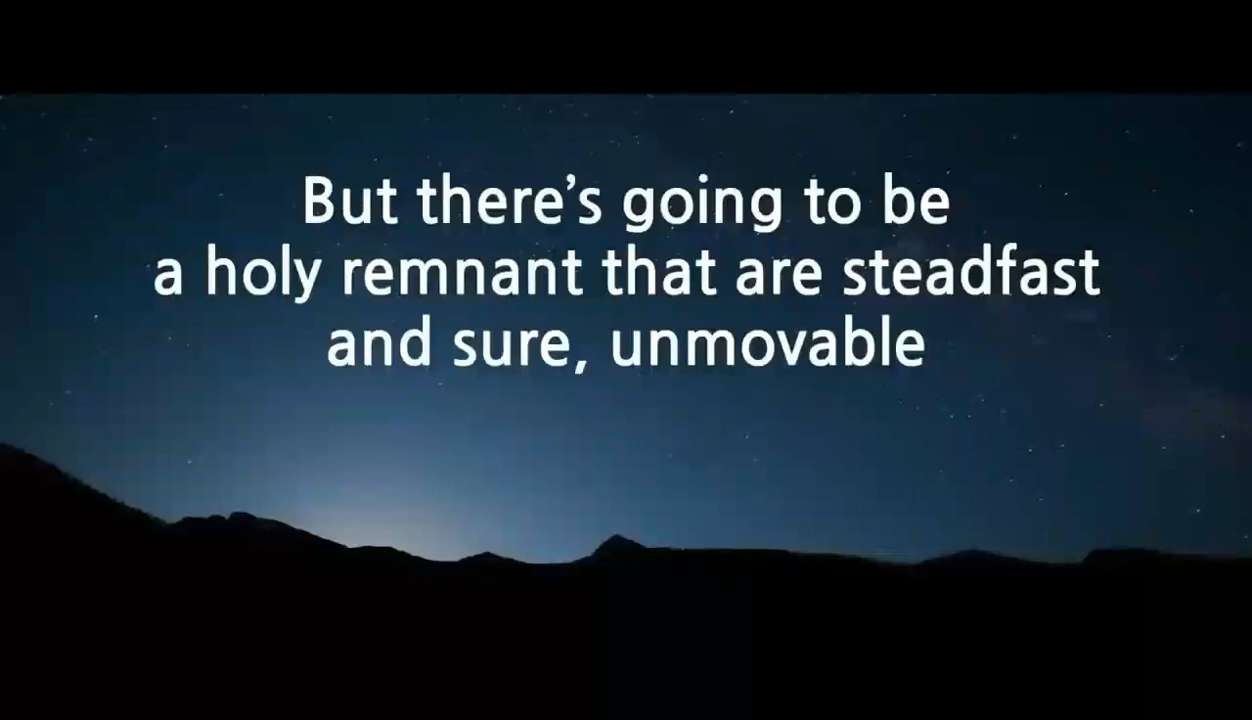 But there’s going to be
a holy remnant that are steadfast
and sure, unmovable